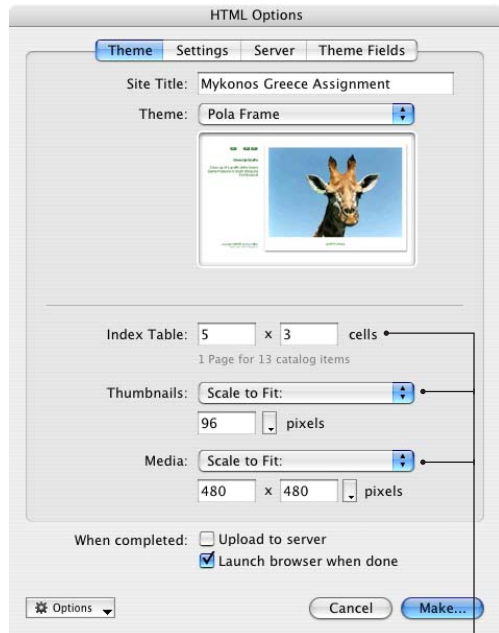 HTML Options
Theme Settings Server Theme Fields
Site Title: Mykonos Greece Assignment
Theme: Pola Frame
Index Table: 5 x 3 cells
1 Page for 13 catalog items
Thumbnails: Scale to Fit:
96 pixels
Media: Scale to Fit:
480 x 480 pixels
When completed: Upload to server
Launch browser when done
Options Cancel Make...